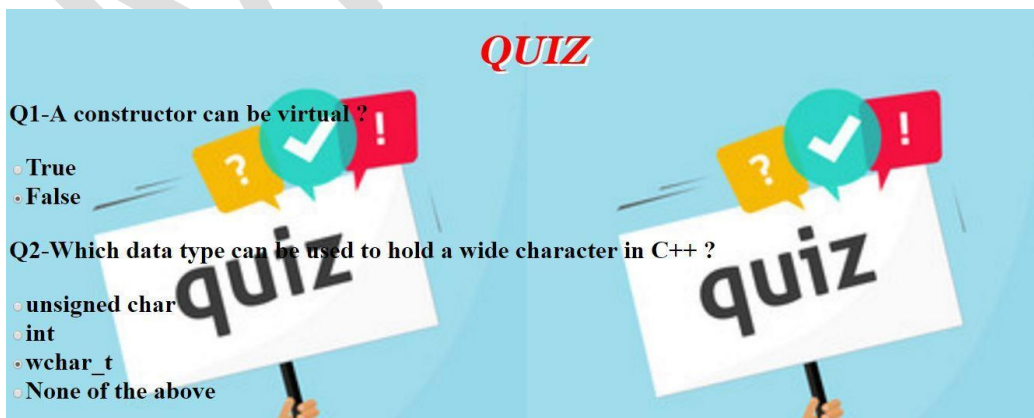 QUIZ
Q1-A constructor can be virtual ?
True
False
Q2-Which data type can be used to hold a wide character in C++ ?
unsigned char
int
wchar_t
None of the above
?
!
quiz
?
!
quiz